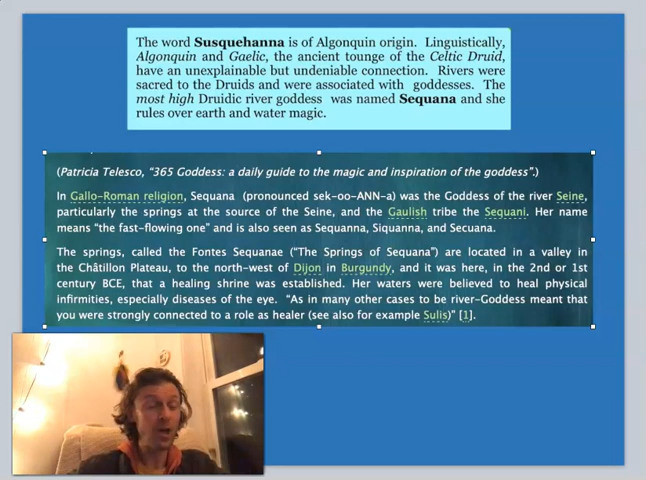 The word Susquehanna is of Algonquin origin. Linguistically,
Algonquin and Gaelic, the ancient tounge of the Celtic Druid,
have an unexplainable but undeniable connection. Rivers were
sacred to the Druids and were associated with goddesses. The
most high Druidic river goddess was named Sequana and she
rules over earth and water magic.
(Patricia Telesco, "365 Goddess: a daily guide to the magic and inspiration of the goddess".)
In Gallo-Roman religion, Sequana (pronounced sek-oo-ANN-a) was the Goddess of the river Seine,
particularly the springs at the source of the Seine, and the Gaulish tribe the Sequani. Her name
means "the fast-flowing one" and is also seen as Sequanna, Siquanna, and Secuana.
The springs, called the Fontes Sequanae ("The Springs of Sequana") are located in a valley in
the Châtillon Plateau, to the north-west of Dijon in Burgundy, and it was here, in the 2nd or 1st
century BCE, that a healing shrine was established. Her waters were believed to heal physical
infirmities, especially diseases of the eye. "As in many other cases to be river-Goddess meant that
you were strongly connected to a role as healer (see also for example Sulis)" [1].